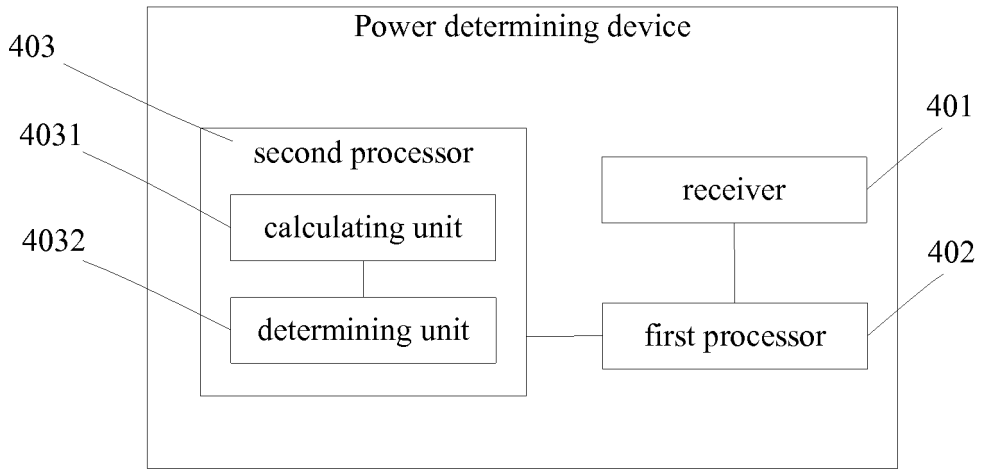 Power determining device
403
401
4031
second processor
receiver
calculating unit
4032
402
determining unit
first processor